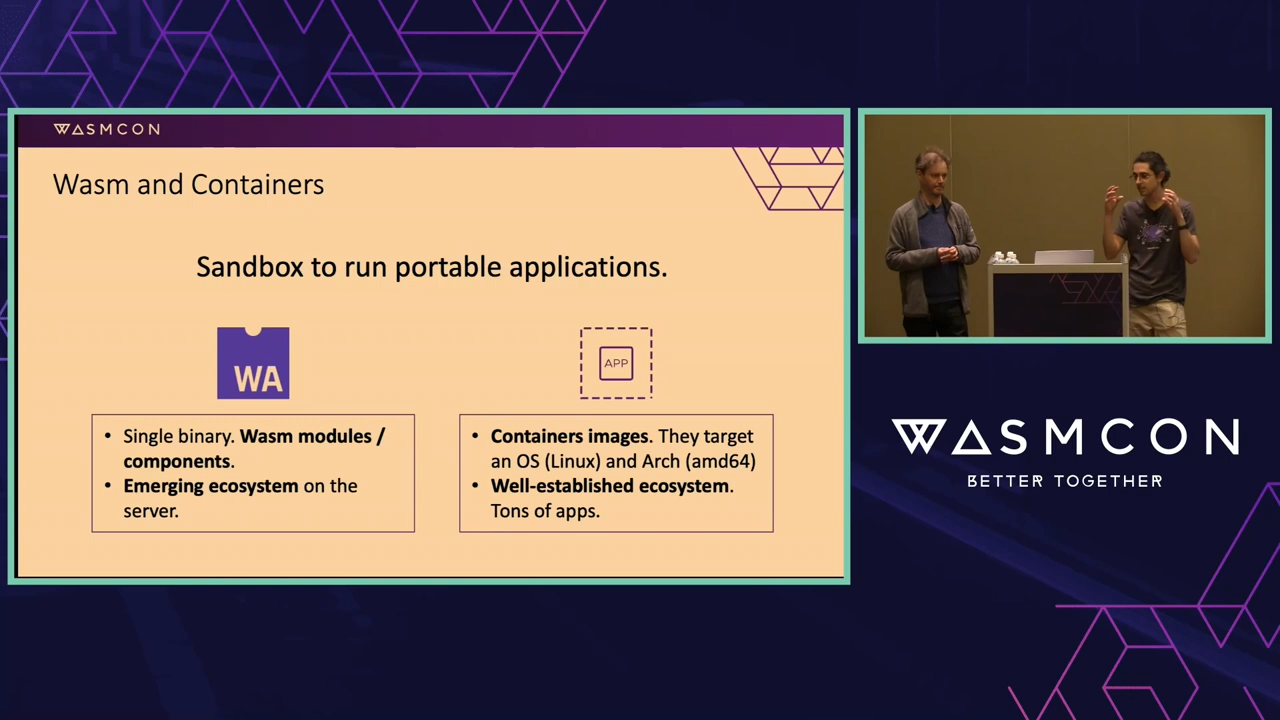 WASMCON
Wasm and Containers
Sandbox to run portable applications.
WA
APP
• Single binary. Wasm modules /
components.
• Emerging ecosystem on the
server.
• Containers images. They target
an OS (Linux) and Arch (amd64)
• Well-established ecosystem.
Tons of apps.
WASMCON
BETTER TOGETHER